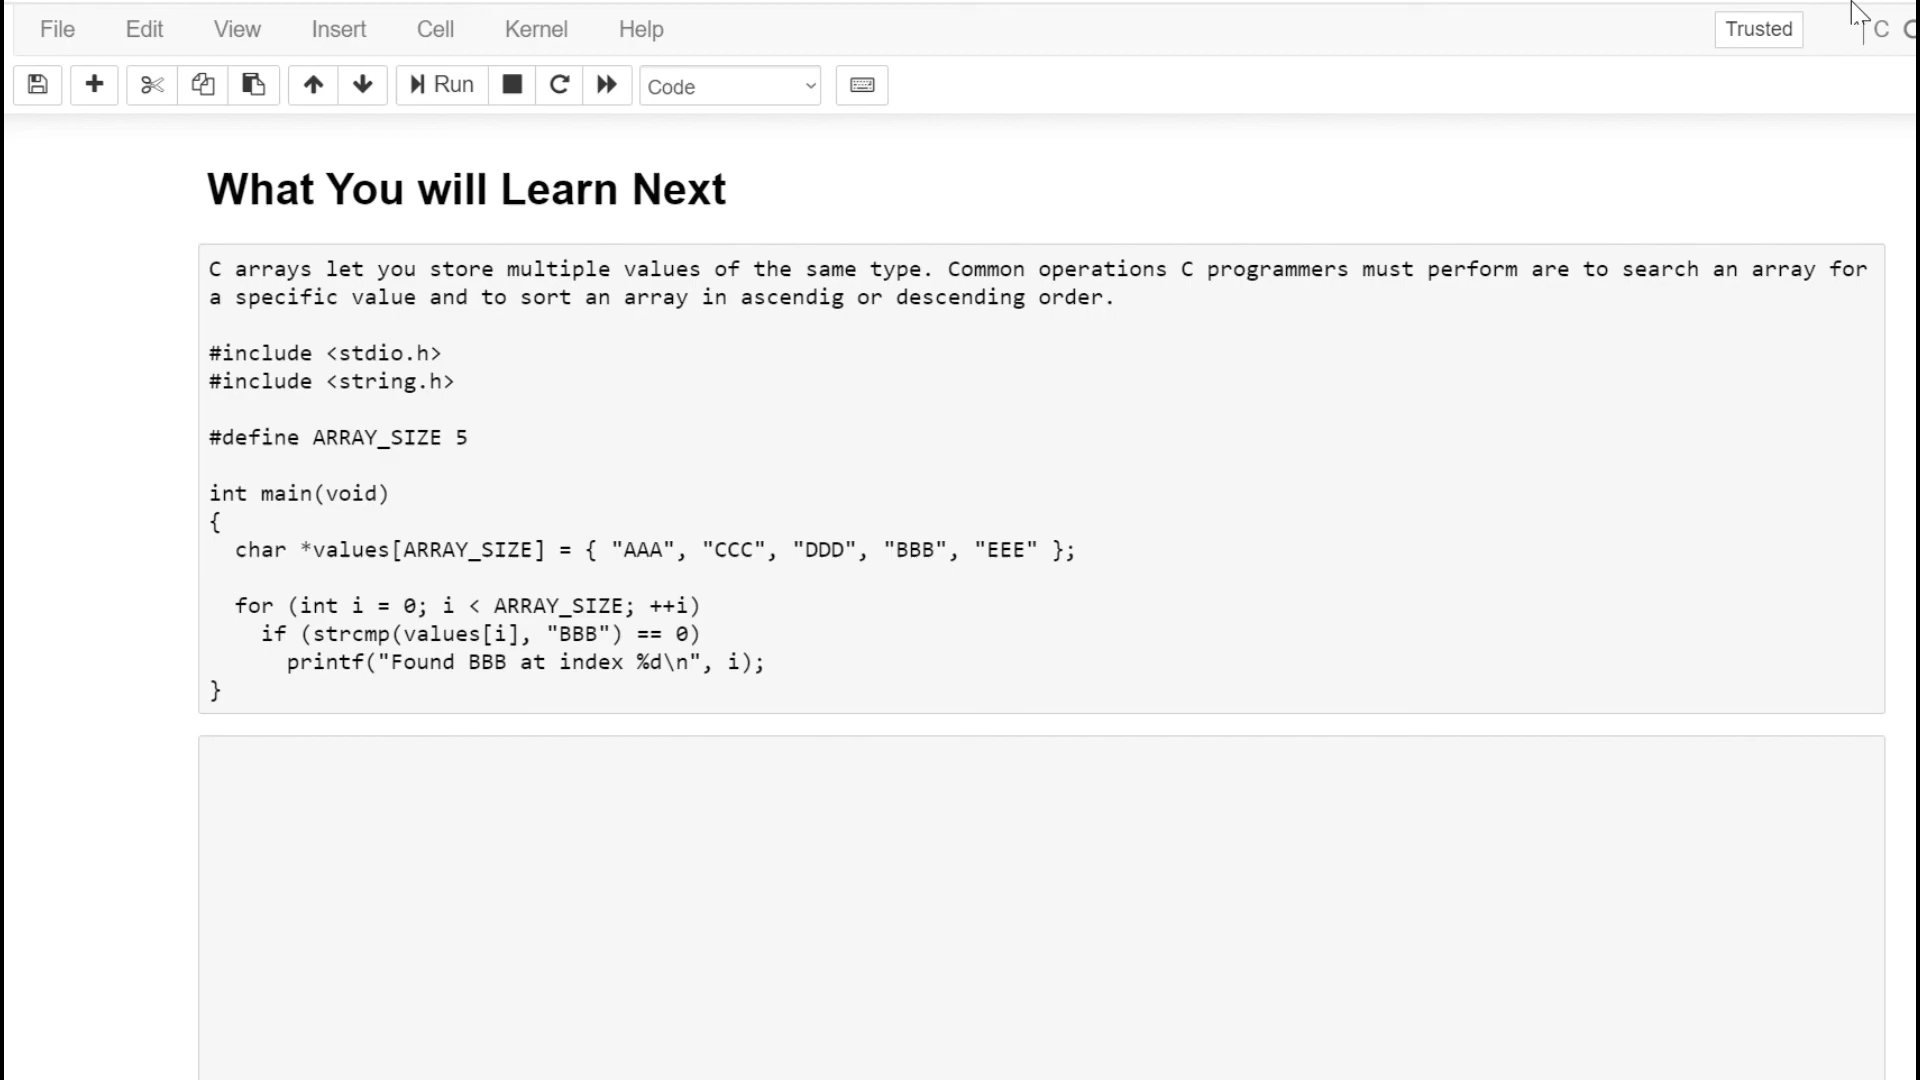 File Edit View Insert Cell Kernel Help Trusted C
Run Code
What You will Learn Next
C arrays let you store multiple values of the same type. Common operations C programmers must perform are to search an array for
a specific value and to sort an array in ascendig or descending order.
#include <stdio.h>
#include <string.h>
#define ARRAY_SIZE 5
int main(void)
{
  char *values[ARRAY_SIZE] = { "AAA", "CCC", "DDD", "BBB", "EEE" };
  for (int i = 0; i < ARRAY_SIZE; ++i)
    if (strcmp(values[i], "BBB") == 0)
      printf("Found BBB at index %d\n", i);
}